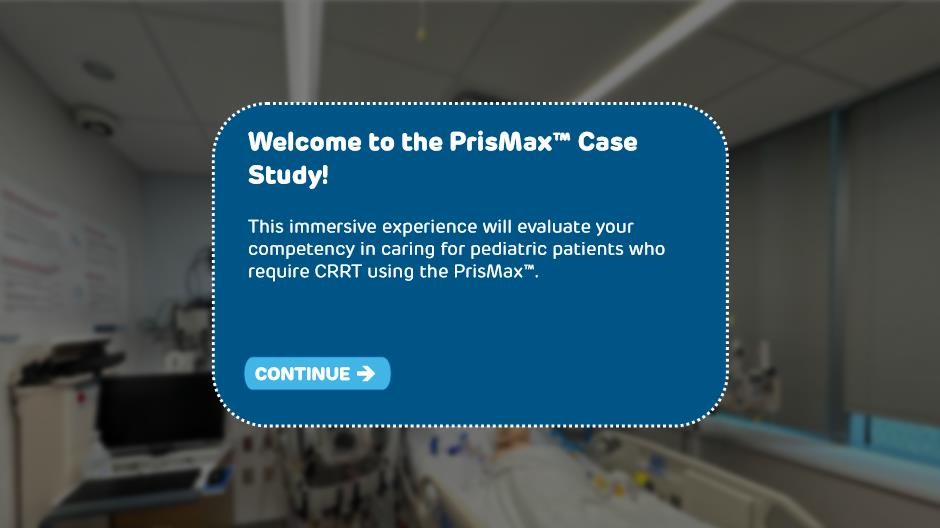 Welcome to the PrisMax™ Case
Study!
This immersive experience will evaluate your
competency in caring for pediatric patients who
require CRRT using the PrisMax™.
CONTINUE →